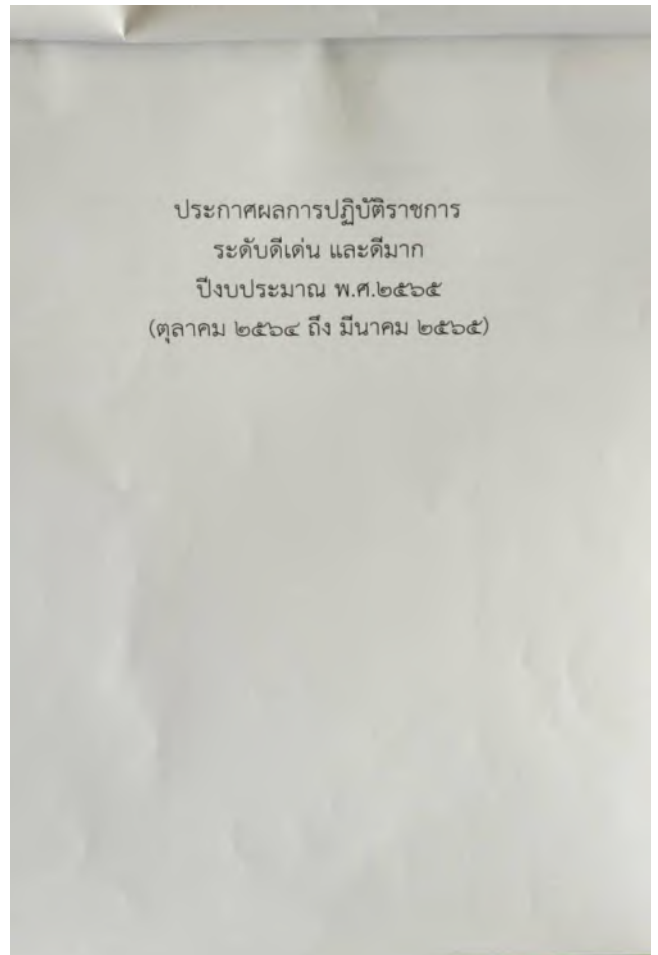 ประกาศผลการปฏิบัติราชการ
ระดับดีเด่น และดีมาก
ปีงบประมาณ พ.ศ.๒๕๖๕
(ตุลาคม ๒๕๖๔ ถึง มีนาคม ๒๕๖๕)